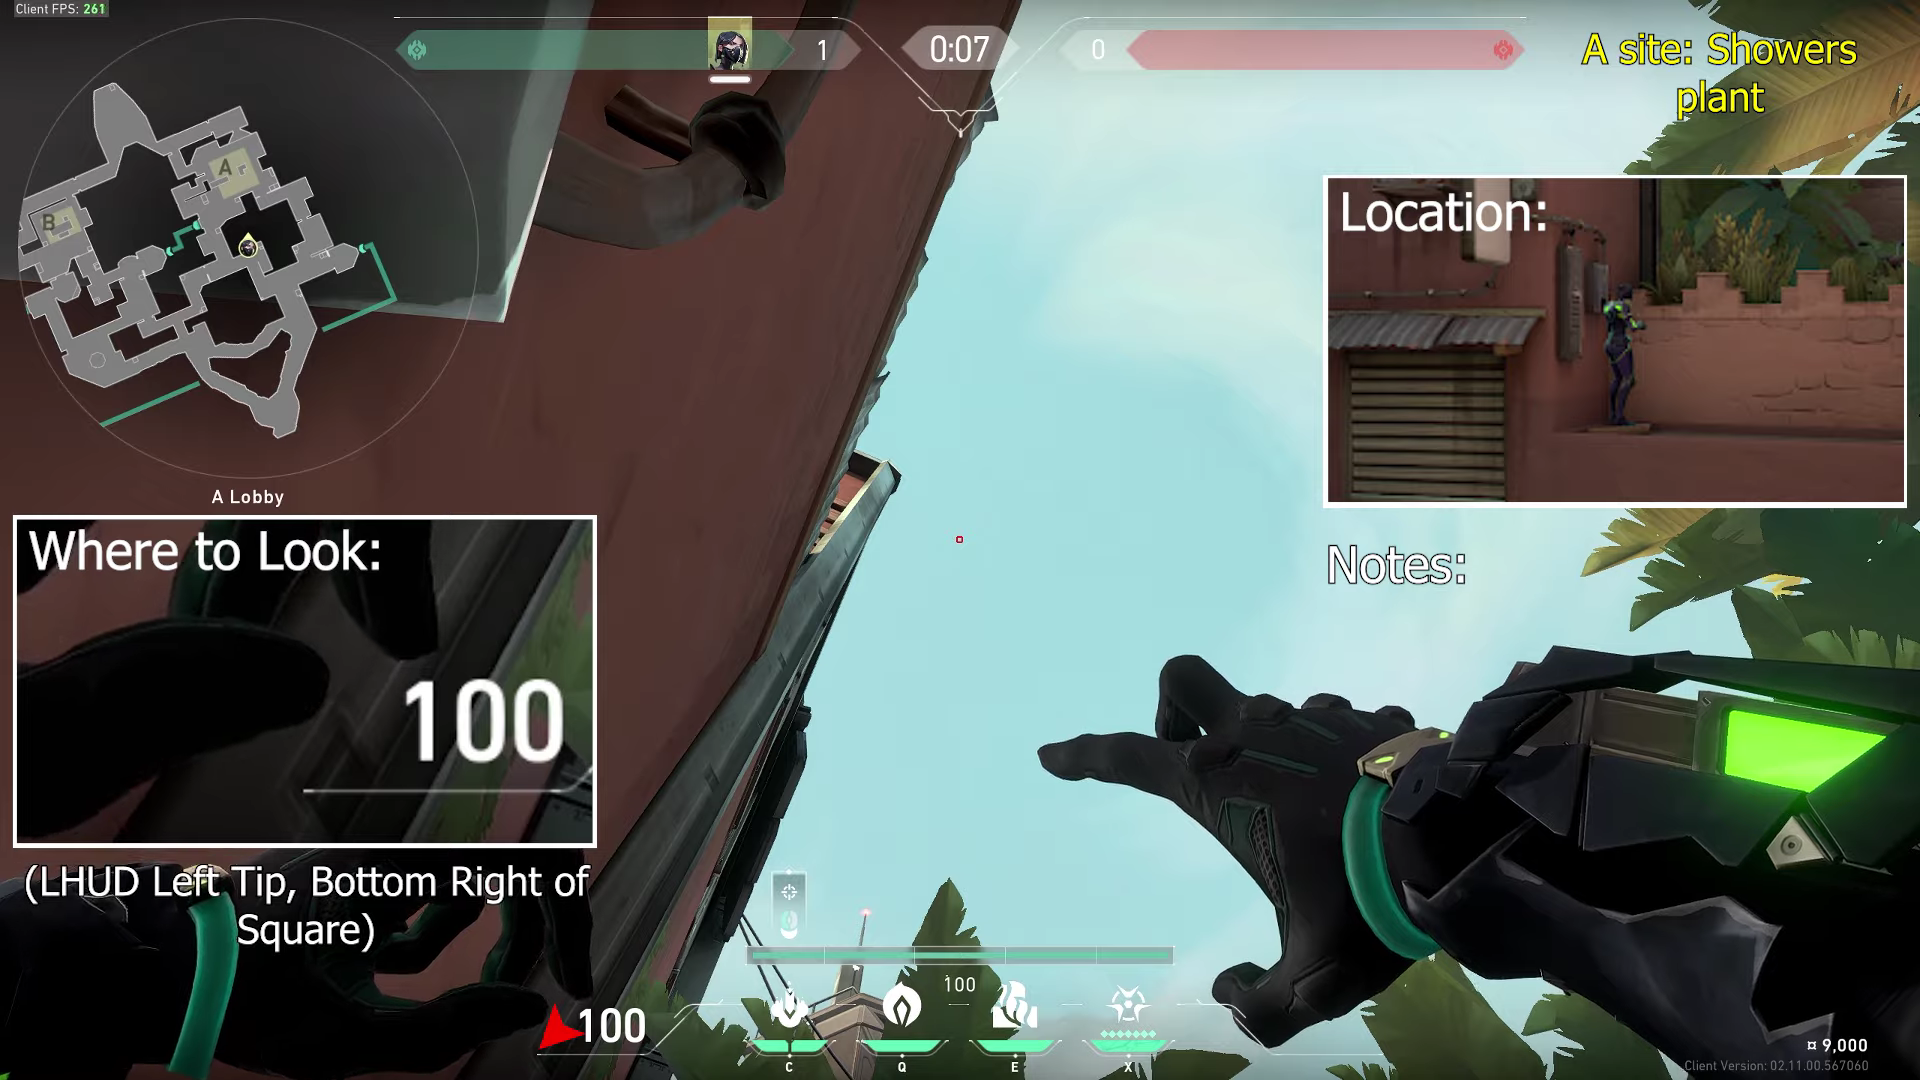 Client FPS: 261
1
0:07
0
A site: Showers
plant
A
B
A Lobby
Location:
Where to Look:
100
Notes:
(LHUD Left Tip, Bottom Right of
Square)
100
100
C
Q
E
X
¤ 9,000
Client Version: 02.11.00.567060